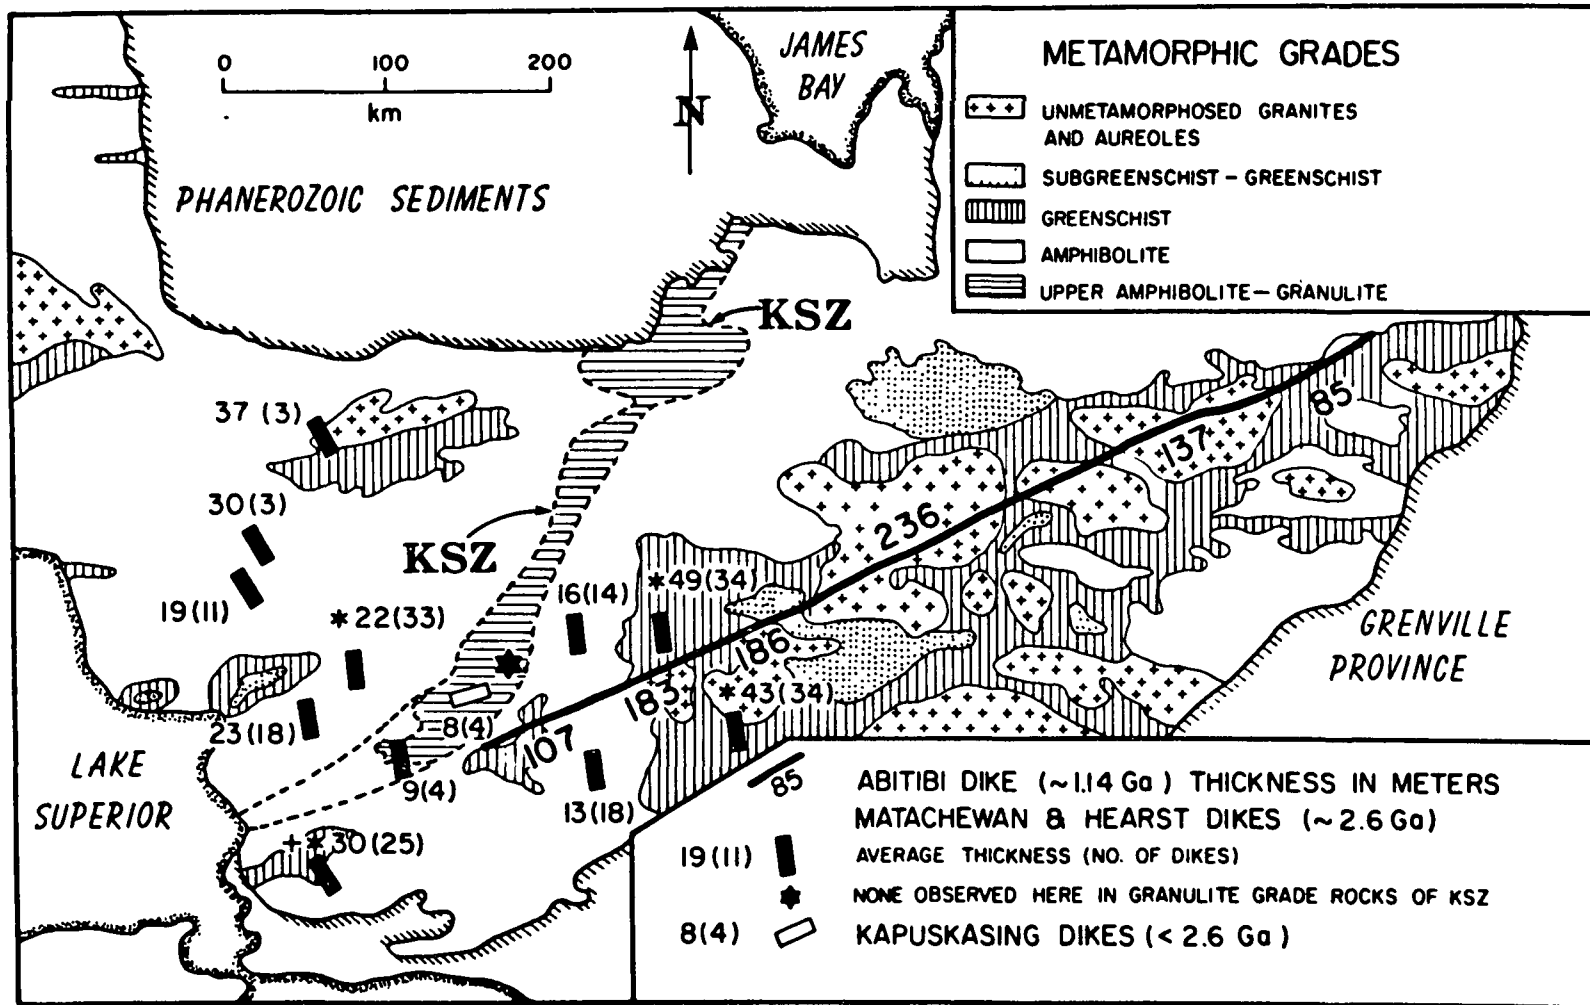 0 100 200
km
N
JAMES
BAY
PHANEROZOIC SEDIMENTS
METAMORPHIC GRADES
UNMETAMORPHOSED GRANITES
AND AUREOLES
SUBGREENSCHIST - GREENSCHIST
GREENSCHIST
AMPHIBOLITE
UPPER AMPHIBOLITE - GRANULITE
KSZ
37 (3)
85
137
30(3)
236
KSZ
19(11)
*22(33)
16(14)
*49(34)
GRENVILLE
PROVINCE
186
183
*43(34)
23(18)
8(4)
107
LAKE
SUPERIOR
9(4)
13(18)
+*30(25)
85
ABITIBI DIKE (~1.14 Ga) THICKNESS IN METERS
MATACHEWAN & HEARST DIKES (~2.6 Ga)
19(11) AVERAGE THICKNESS (NO. OF DIKES)
NONE OBSERVED HERE IN GRANULITE GRADE ROCKS OF KSZ
8(4) KAPUSKASING DIKES (< 2.6 Ga)